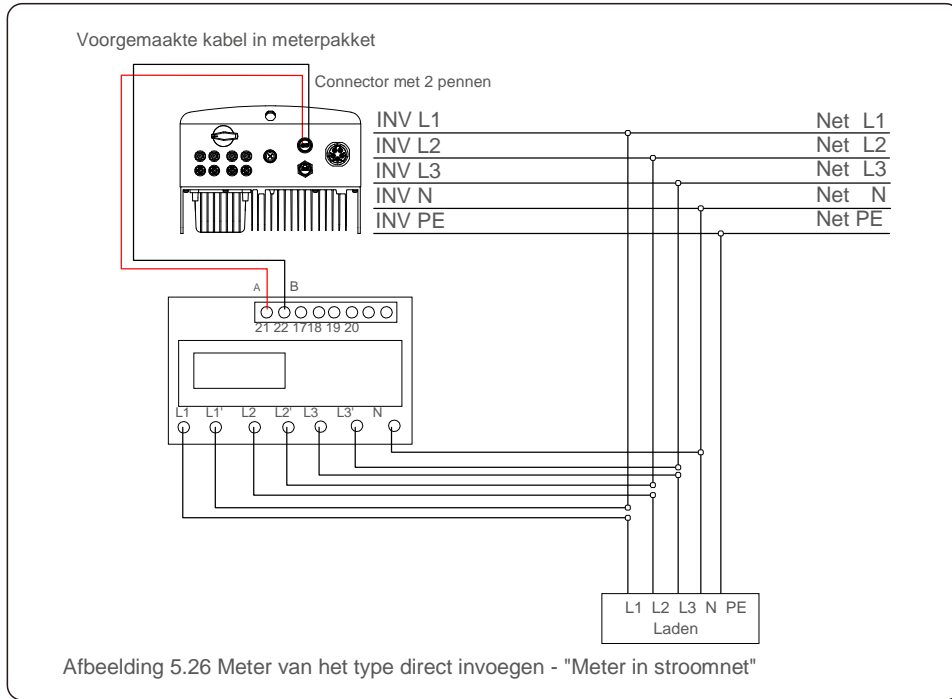 Voorgemaakte kabel in meterpakket
Connector met 2 pennen
INV L1 Net L1
INV L2 Net L2
INV L3 Net L3
INV N Net N
INV PE Net PE
A B
21 22 1718 19 20
L1 L1' L2 L2' L3 L3' N
L1 L2 L3 N PE
Laden
Afbeelding 5.26 Meter van het type direct invoegen - "Meter in stroomnet"